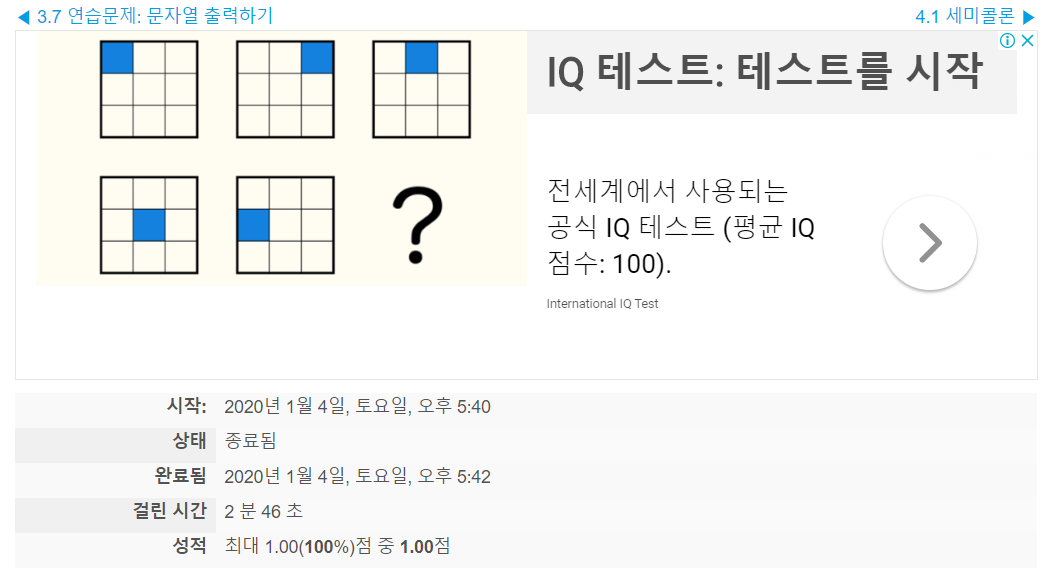 ◀ 3.7 연습문제: 문자열 출력하기
4.1 세미콜론 ▶
IQ 테스트: 테스트를 시작
?
전세계에서 사용되는
공식 IQ 테스트 (평균 IQ
점수: 100).
International IQ Test
시작: 2020년 1월 4일, 토요일, 오후 5:40
상태 종료됨
완료됨 2020년 1월 4일, 토요일, 오후 5:42
걸린 시간 2 분 46 초
성적 최대 1.00(100%)점 중 1.00점